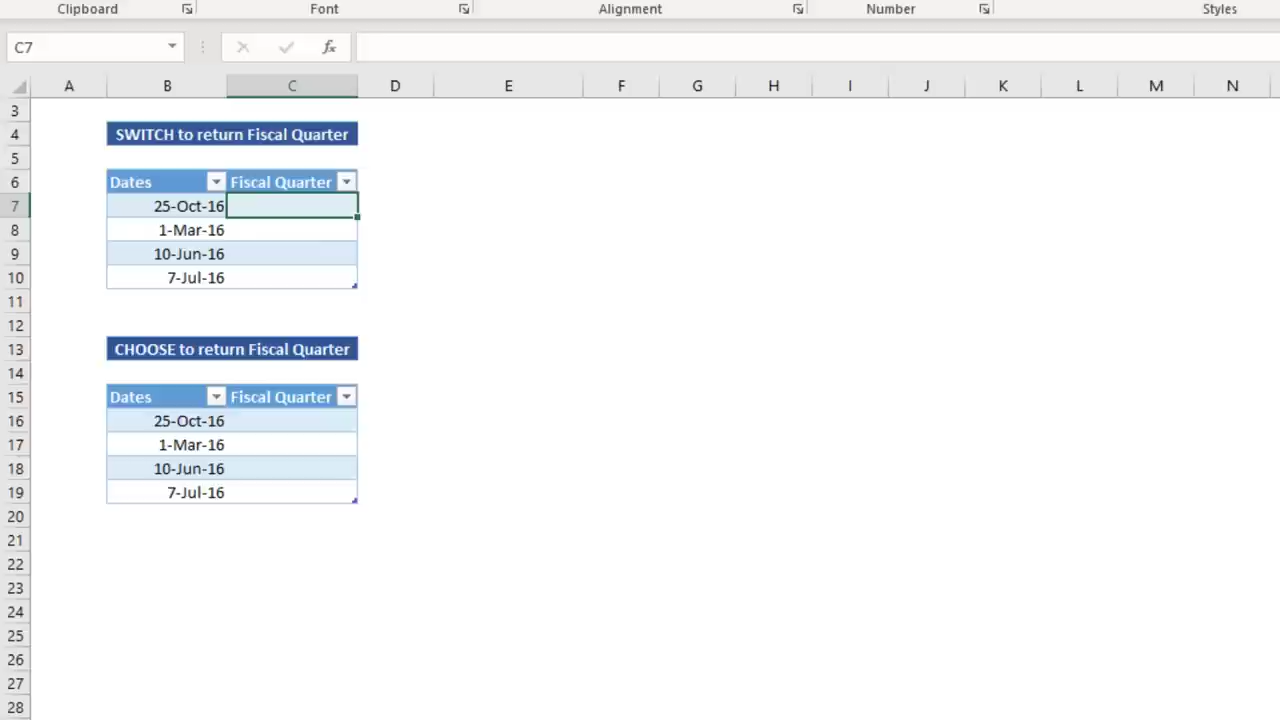 Clipboard Font Alignment Number Styles
C7 fx
A B C D E F G H I J K L M N
3
4 SWITCH to return Fiscal Quarter
5
6 Dates Fiscal Quarter
7 25-Oct-16
8 1-Mar-16
9 10-Jun-16
10 7-Jul-16
11
12
13 CHOOSE to return Fiscal Quarter
14
15 Dates Fiscal Quarter
16 25-Oct-16
17 1-Mar-16
18 10-Jun-16
19 7-Jul-16
20
21
22
23
24
25
26
27
28